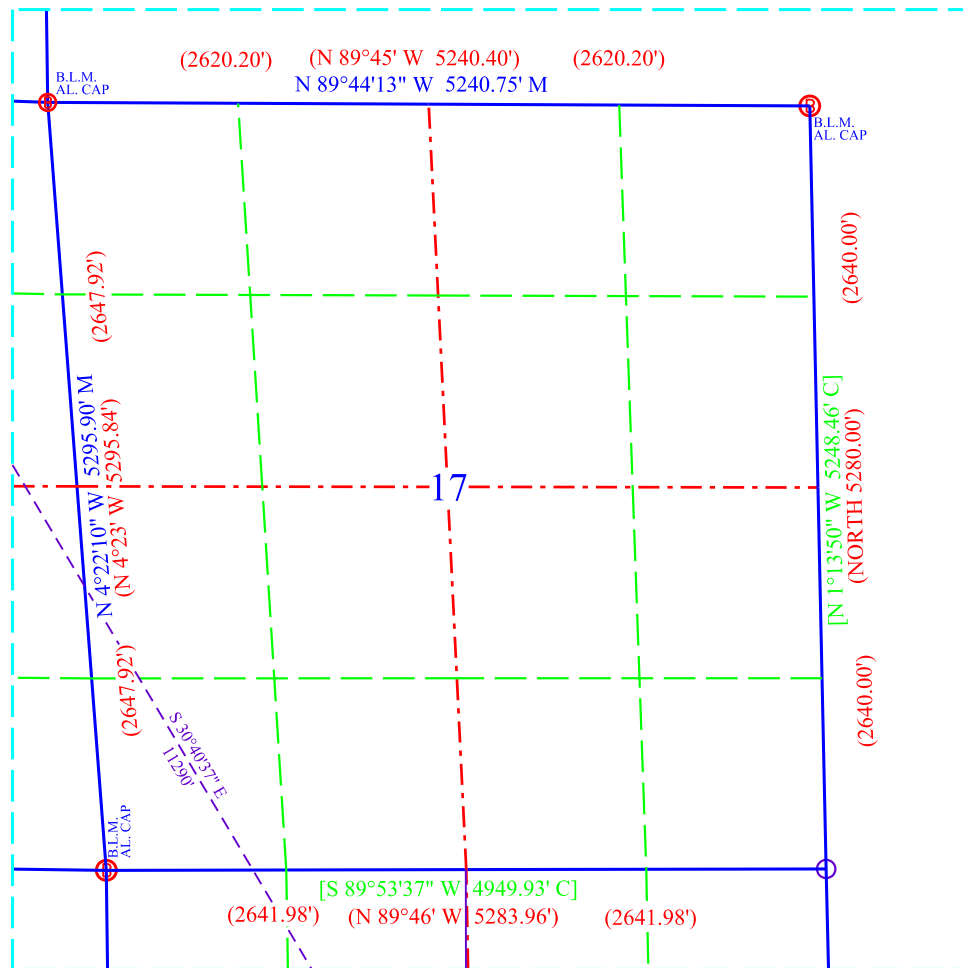 (2620.20')
(N 89°45' W 5240.40')
(2620.20')
N 89°44'13" W 5240.75' M
B.L.M.
AL. CAP
B
B
B.L.M.
AL. CAP
(2647.92')
(2640.00')
N 4°22'10" W 5295.90' M
(N 4°23' W 5295.84')
17
[N 1°13'50" W 5248.46' C]
(NORTH 5280.00')
(2647.92')
(2640.00')
S 30°40'37" E
11290'
B.L.M.
AL. CAP
B
[S 89°53'37" W 4949.93' C]
(2641.98')
(N 89°46' W 5283.96')
(2641.98')